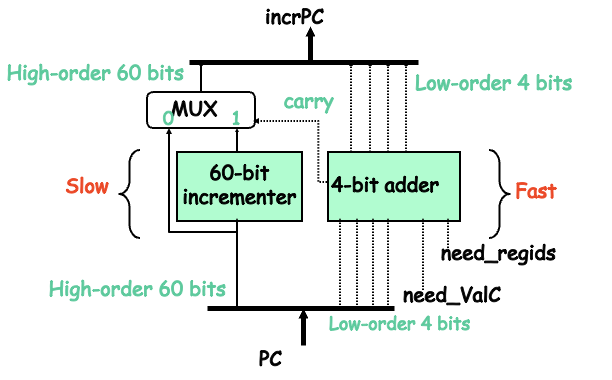 incrPC
High-order 60 bits
Low-order 4 bits
MUX
0
1
carry
60-bit
incrementer
4-bit adder
Slow
Fast
need_regids
High-order 60 bits
need_ValC
Low-order 4 bits
PC